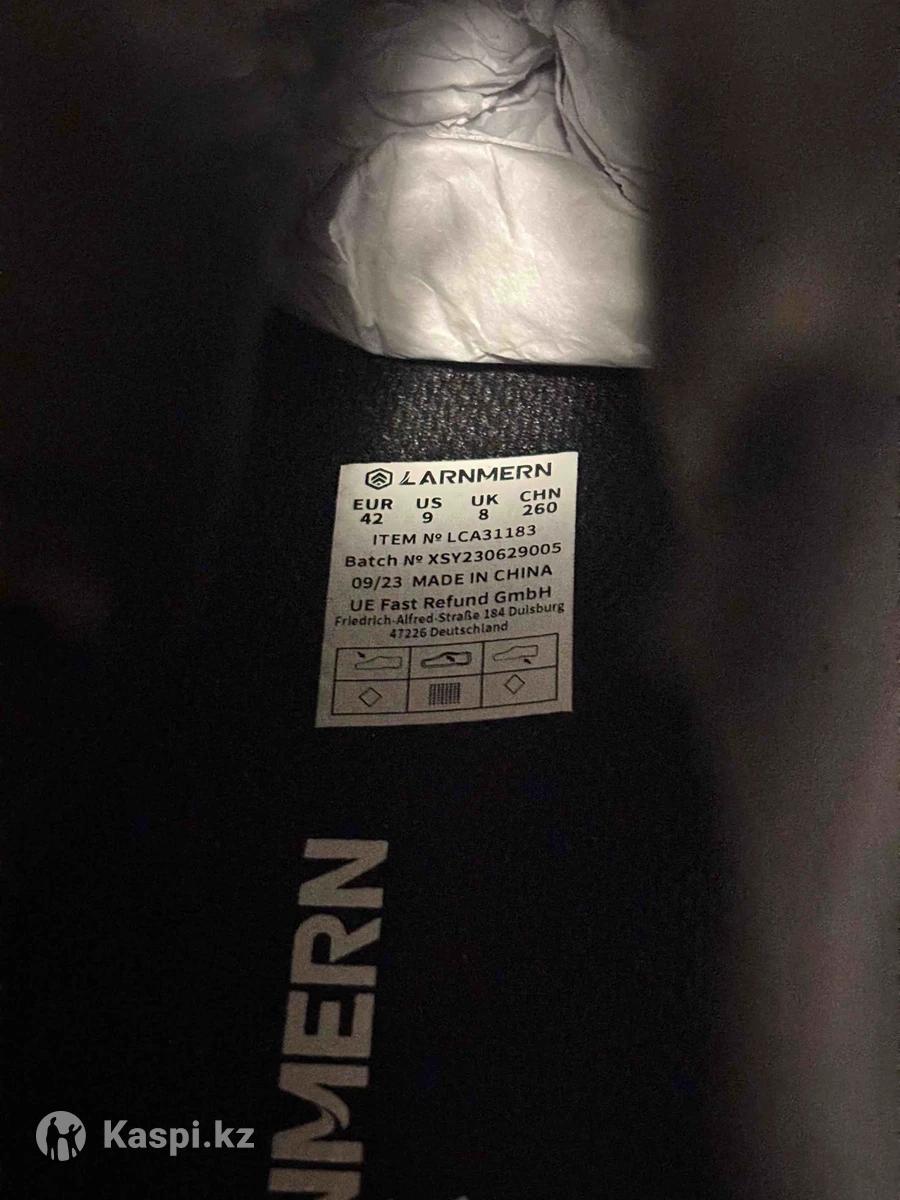 LARNMERN
EUR US UK CHN
42 9 8 260
ITEM Nº LCA31183
Batch Nº XSY230629005
09/23 MADE IN CHINA
UE Fast Refund GmbH
Friedrich-Alfred-Straße 184 Duisburg
47226 Deutschland
NMERN
Kaspi.kz